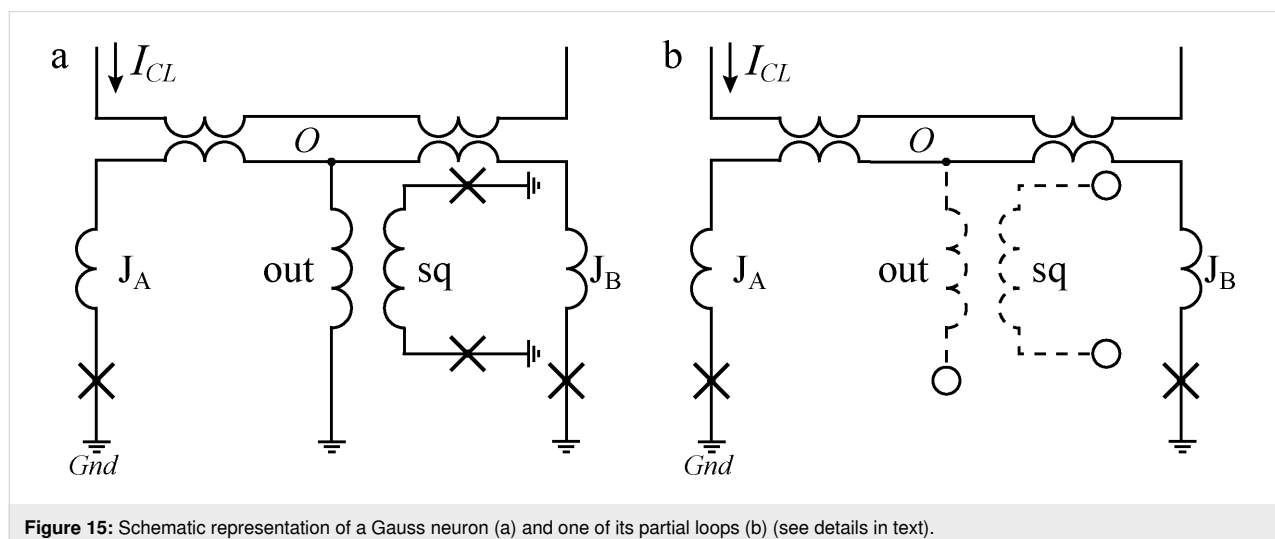 a
I_CL
O
J_A
out
sq
J_B
Gnd
b
I_CL
O
J_A
out
sq
J_B
Gnd
Figure 15: Schematic representation of a Gauss neuron (a) and one of its partial loops (b) (see details in text).